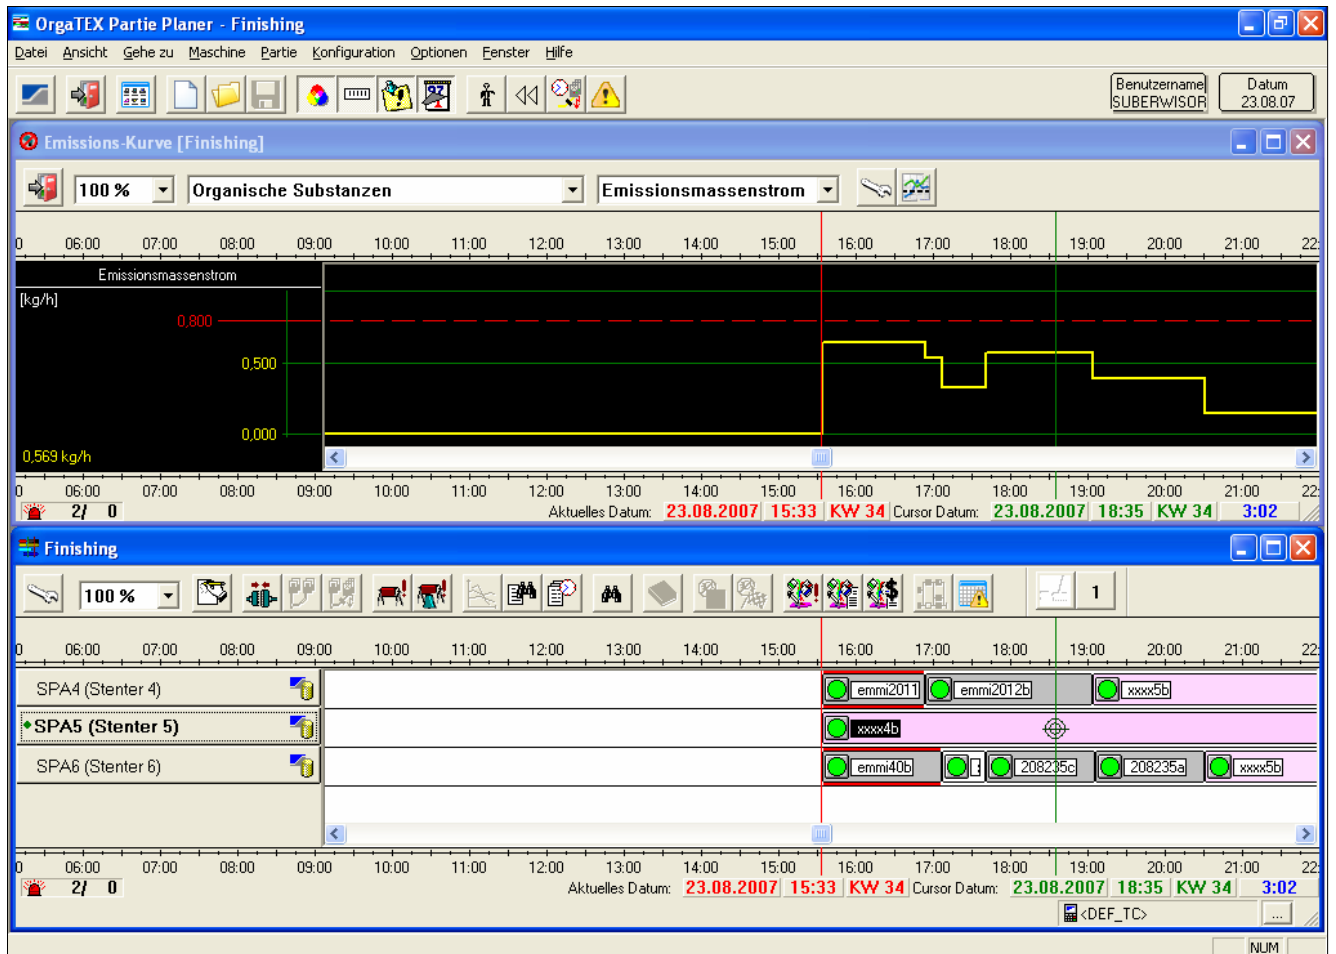 OrgaTEX Partie Planer - Finishing
Datei Ansicht Gehe zu Maschine Partie Konfiguration Optionen Fenster Hilfe
Benutzername Datum
SUBERWISOR 23.08.07
Emissions-Kurve [Finishing]
100 % Organische Substanzen Emissionsmassenstrom
0 06:00 07:00 08:00 09:00 10:00 11:00 12:00 13:00 14:00 15:00 16:00 17:00 18:00 19:00 20:00 21:00 22:
Emissionsmassenstrom
[kg/h]
0,800
0,500
0,000
0,569 kg/h
0 06:00 07:00 08:00 09:00 10:00 11:00 12:00 13:00 14:00 15:00 16:00 17:00 18:00 19:00 20:00 21:00 22:
2/ 0 Aktuelles Datum: 23.08.2007 15:33 KW 34 Cursor Datum: 23.08.2007 18:35 KW 34 3:02
Finishing
100 % 1
0 06:00 07:00 08:00 09:00 10:00 11:00 12:00 13:00 14:00 15:00 16:00 17:00 18:00 19:00 20:00 21:00 22:
SPA4 (Stenter 4) emmi2011 emmi2012b xxxx5b
SPA5 (Stenter 5) xxxx4b
SPA6 (Stenter 6) emmi40b 208235c 208235a xxxx5b
0 06:00 07:00 08:00 09:00 10:00 11:00 12:00 13:00 14:00 15:00 16:00 17:00 18:00 19:00 20:00 21:00 22:
2/ 0 Aktuelles Datum: 23.08.2007 15:33 KW 34 Cursor Datum: 23.08.2007 18:35 KW 34 3:02
<DEF_TC> ...
NUM